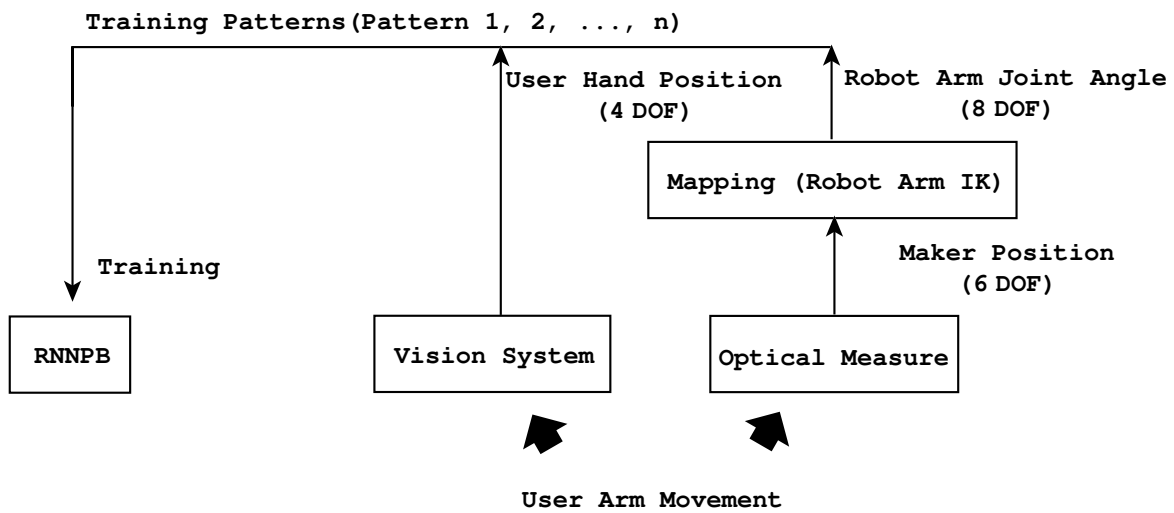 Training Patterns(Pattern 1, 2, ..., n)
User Hand Position
(4 DOF)
Robot Arm Joint Angle
(8 DOF)
Mapping (Robot Arm IK)
Maker Position
(6 DOF)
Training
RNNPB
Vision System
Optical Measure
User Arm Movement